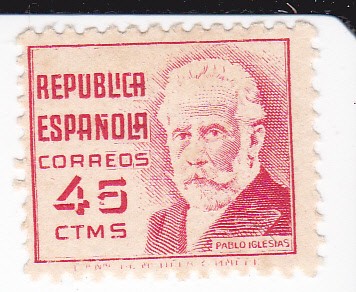 REPUBLICA
ESPAÑOLA
CORREOS
45
CTMS
PABLO IGLESIAS